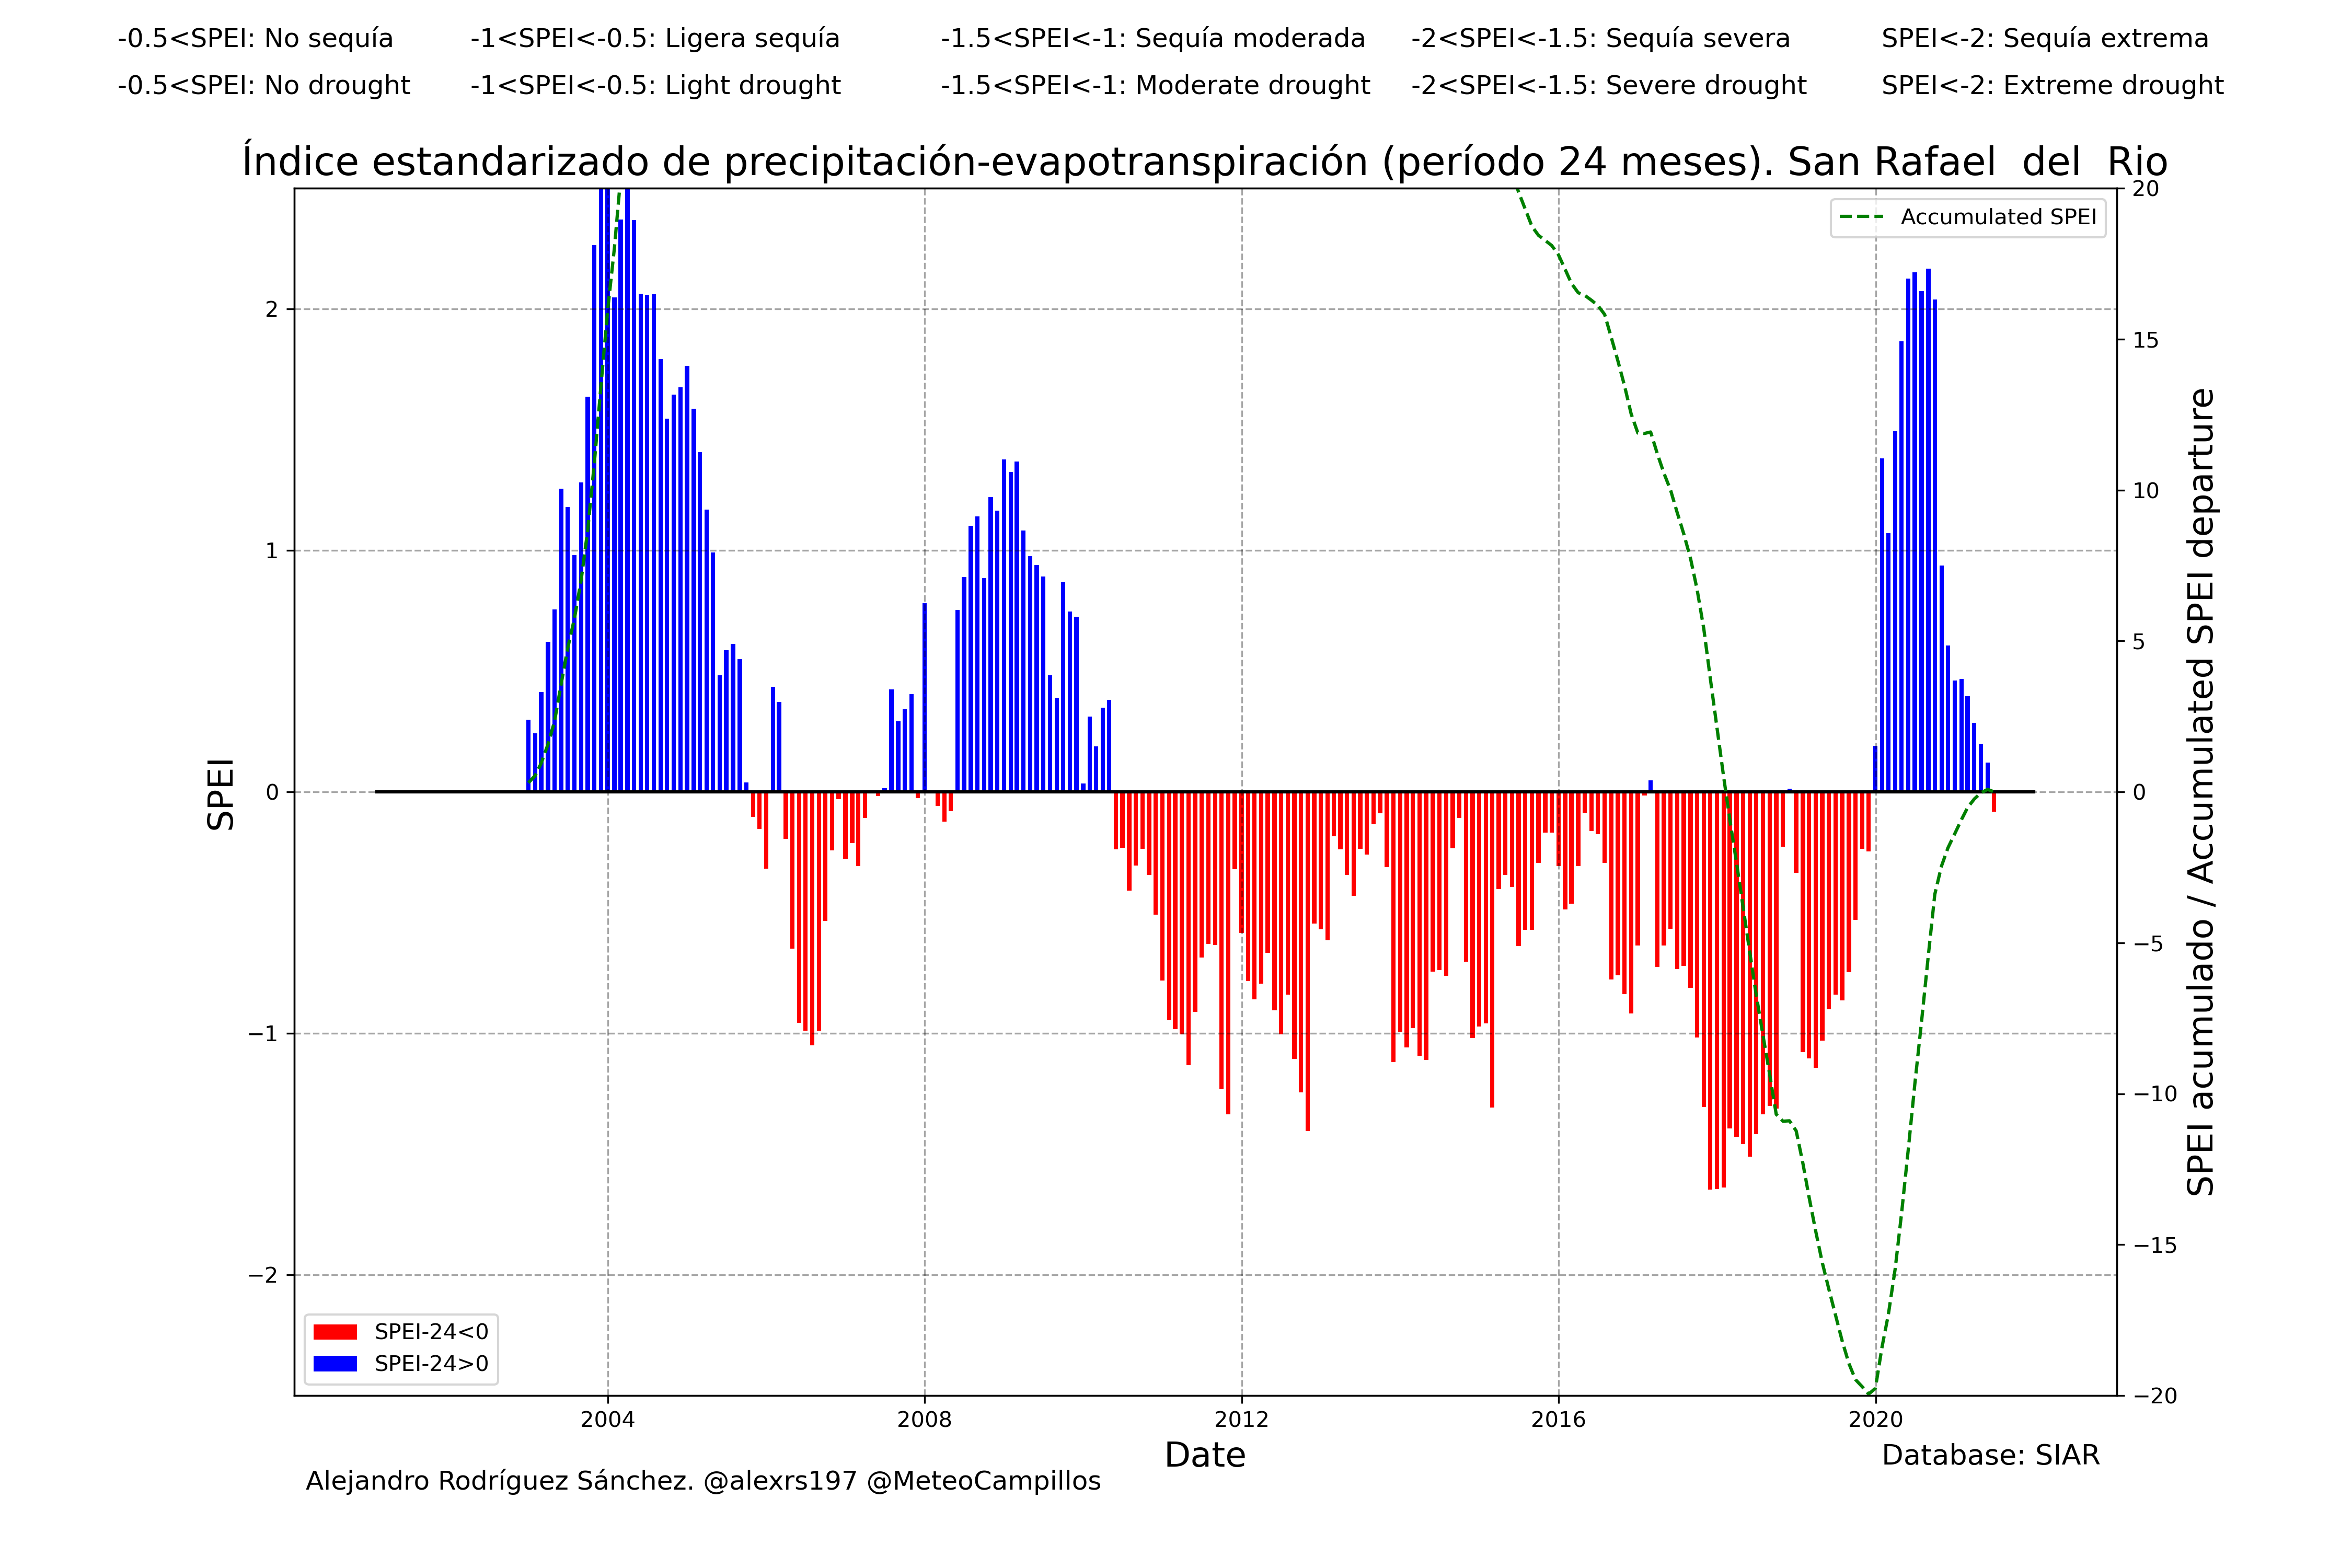 -0.5<SPEI: No sequía -1<SPEI<-0.5: Ligera sequía -1.5<SPEI<-1: Sequía moderada -2<SPEI<-1.5: Sequía severa SPEI<-2: Sequía extrema
-0.5<SPEI: No drought -1<SPEI<-0.5: Light drought -1.5<SPEI<-1: Moderate drought -2<SPEI<-1.5: Severe drought SPEI<-2: Extreme drought
Índice estandarizado de precipitación-evapotranspiración (período 24 meses). San Rafael  del  Rio
Accumulated SPEI
SPEI
2
1
0
−1
−2
20
15
10
5
0
−5
−10
−15
−20
SPEI acumulado / Accumulated SPEI departure
SPEI-24<0
SPEI-24>0
2004 2008 2012 2016 2020
Date
Database: SIAR
Alejandro Rodríguez Sánchez. @alexrs197 @MeteoCampillos